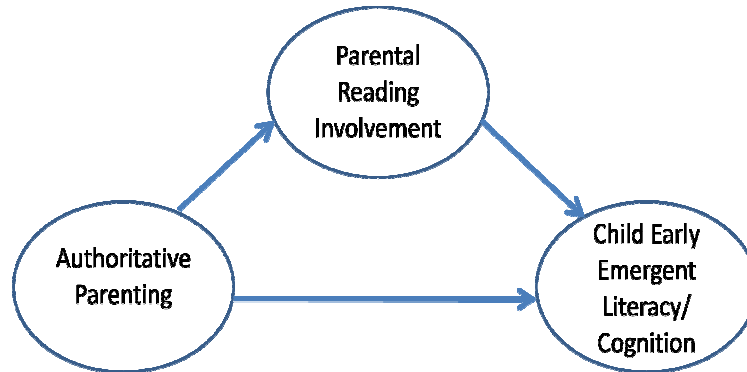 Parental
Reading
Involvement
Authoritative
Parenting
Child Early
Emergent
Literacy/
Cognition